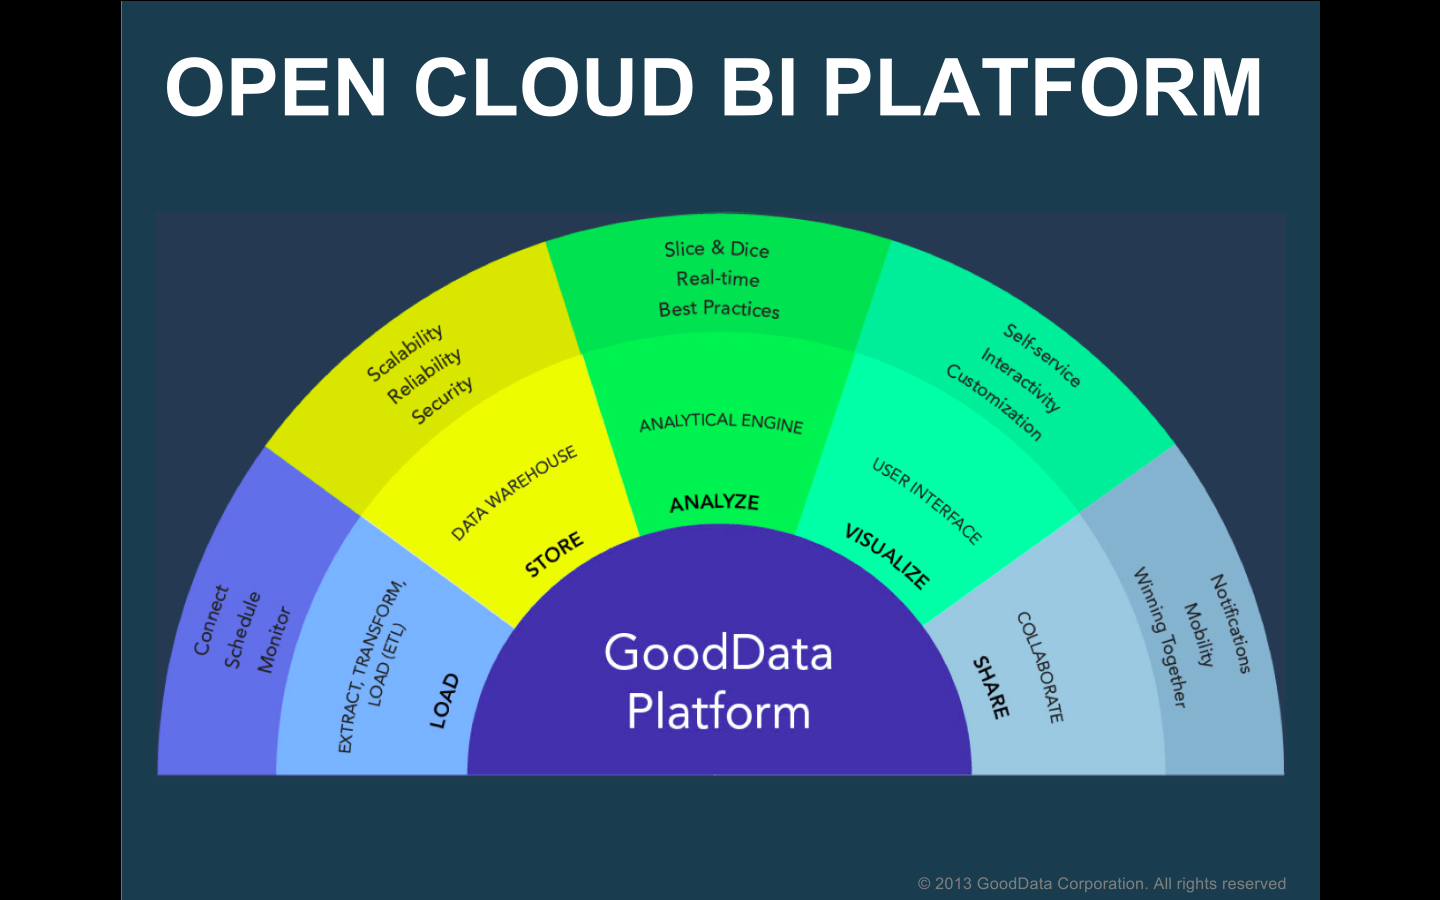 OPEN CLOUD BI PLATFORM
Connect
Schedule
Monitor
EXTRACT, TRANSFORM,
LOAD (ETL)
LOAD
Scalability
Reliability
Security
DATA WAREHOUSE
STORE
Slice & Dice
Real-time
Best Practices
ANALYTICAL ENGINE
ANALYZE
Self-service
Interactivity
Customization
USER INTERFACE
VISUALIZE
Notifications
Mobility
Winning Together
COLLABORATE
SHARE
GoodData
Platform
© 2013 GoodData Corporation. All rights reserved